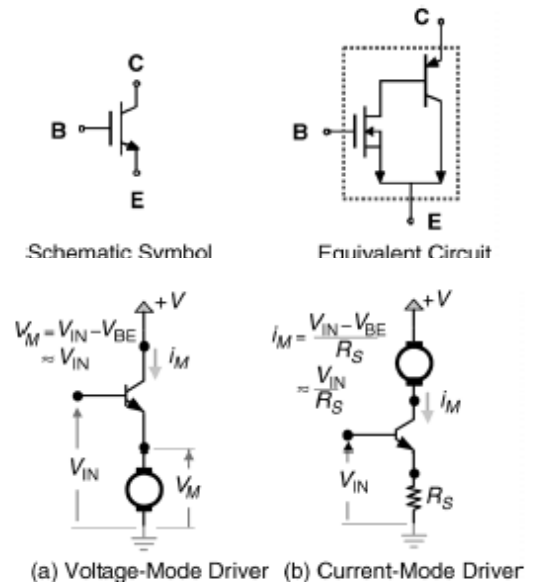 C
B
E
Schematic Symbol
C
B
E
Equivalent Circuit
+V
V_M = V_IN – V_BE
≈ V_IN
i_M
V_IN
V_M
(a) Voltage-Mode Driver
+V
i_M = V_IN – V_BE / R_S
≈ V_IN / R_S
i_M
V_IN
R_S
(b) Current-Mode Driver